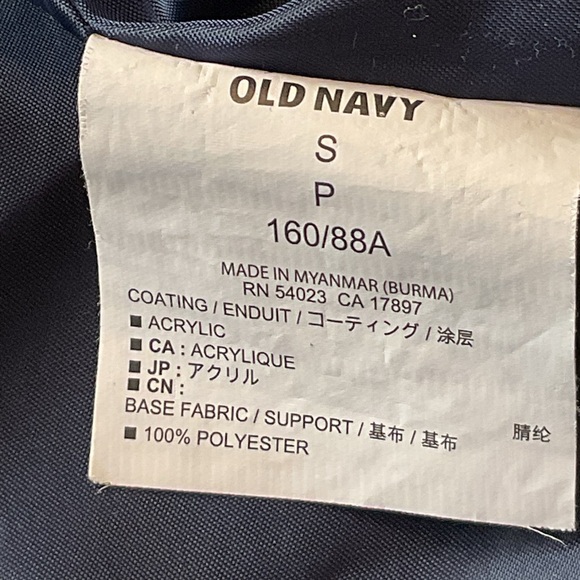 OLD NAVY
S
P
160/88A
MADE IN MYANMAR (BURMA)
RN 54023 CA 17897
COATING / ENDUIT / コーティング / 涂层
■ ACRYLIC
■ CA : ACRYLIQUE
■ JP : アクリル
■ CN :
腈纶
BASE FABRIC / SUPPORT / 基布 / 基布
■ 100% POLYESTER